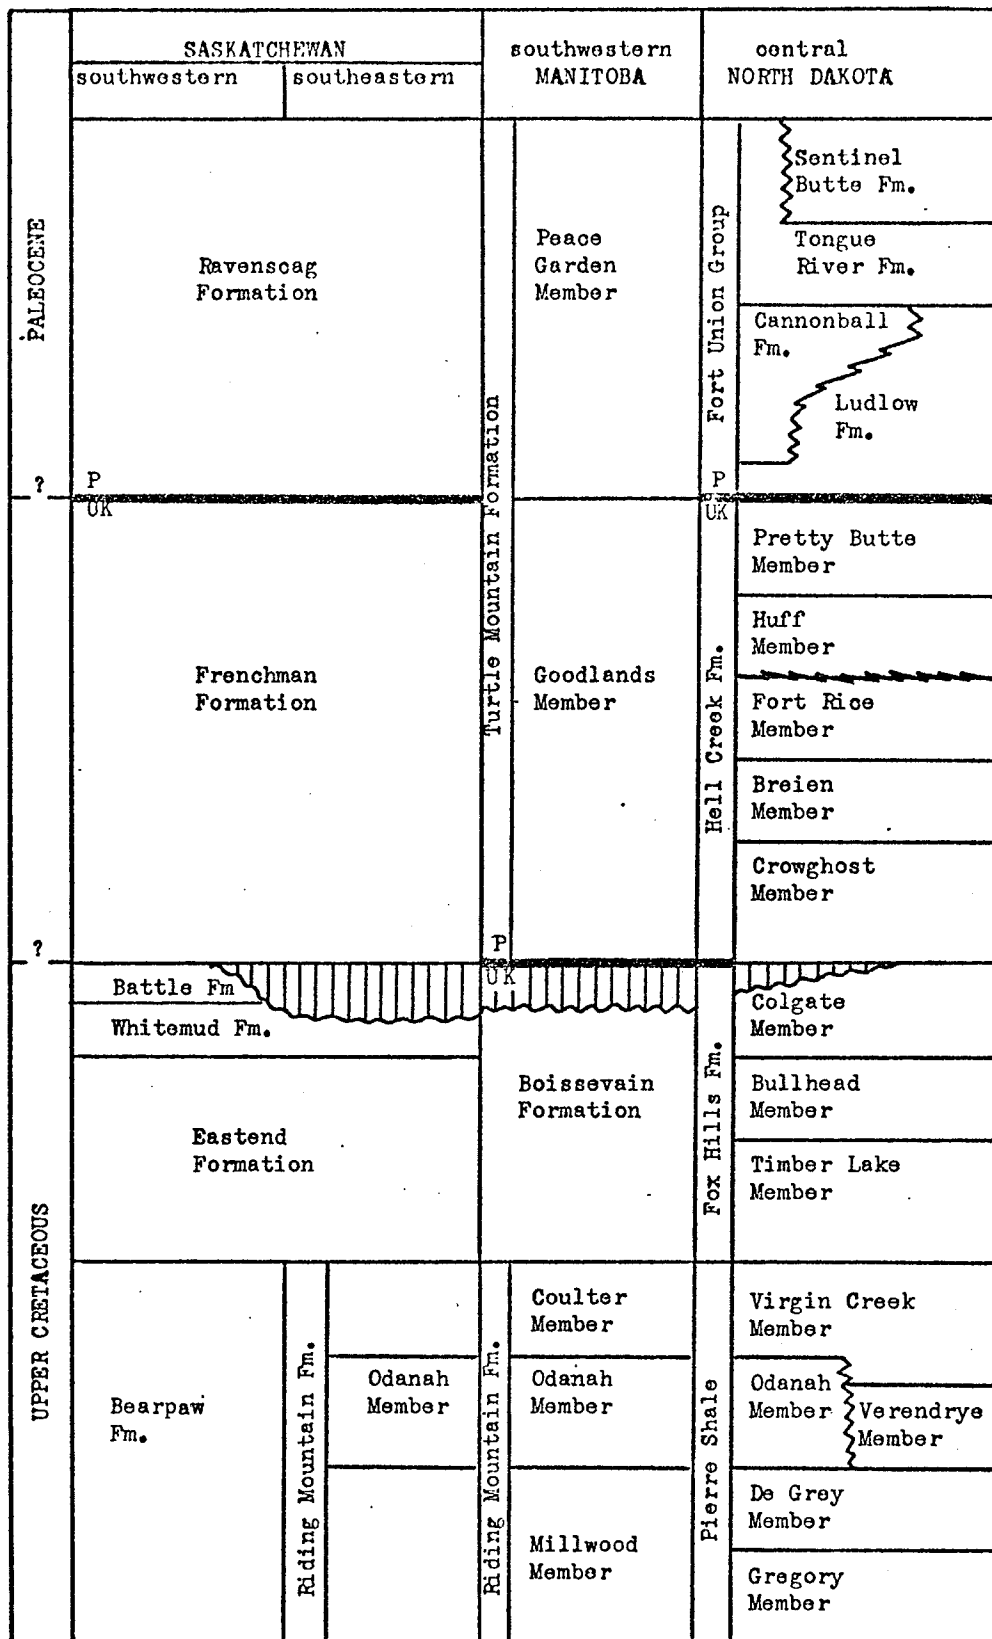 SASKATCHEWAN
southwestern
southeastern
southwestern
MANITOBA
central
NORTH DAKOTA
PALEOCENE
Ravenscag
Formation
Turtle Mountain Formation
Peace
Garden
Member
Fort Union Group
Sentinel
Butte Fm.
Tongue
River Fm.
Cannonball
Fm.
Ludlow
Fm.
?
P
UK
P
UK
Frenchman
Formation
Goodlands
Member
Hell Creek Fm.
Pretty Butte
Member
Huff
Member
Fort Rice
Member
Breien
Member
Crowghost
Member
?
P
UK
UPPER CRETACEOUS
Battle Fm
Whitemud Fm.
Eastend
Formation
Boissevain
Formation
Fox Hills Fm.
Colgate
Member
Bullhead
Member
Timber Lake
Member
Bearpaw
Fm.
Riding Mountain Fm.
Odanah
Member
Riding Mountain Fm.
Coulter
Member
Odanah
Member
Millwood
Member
Pierre Shale
Virgin Creek
Member
Odanah
Member
Verendrye
Member
De Grey
Member
Gregory
Member